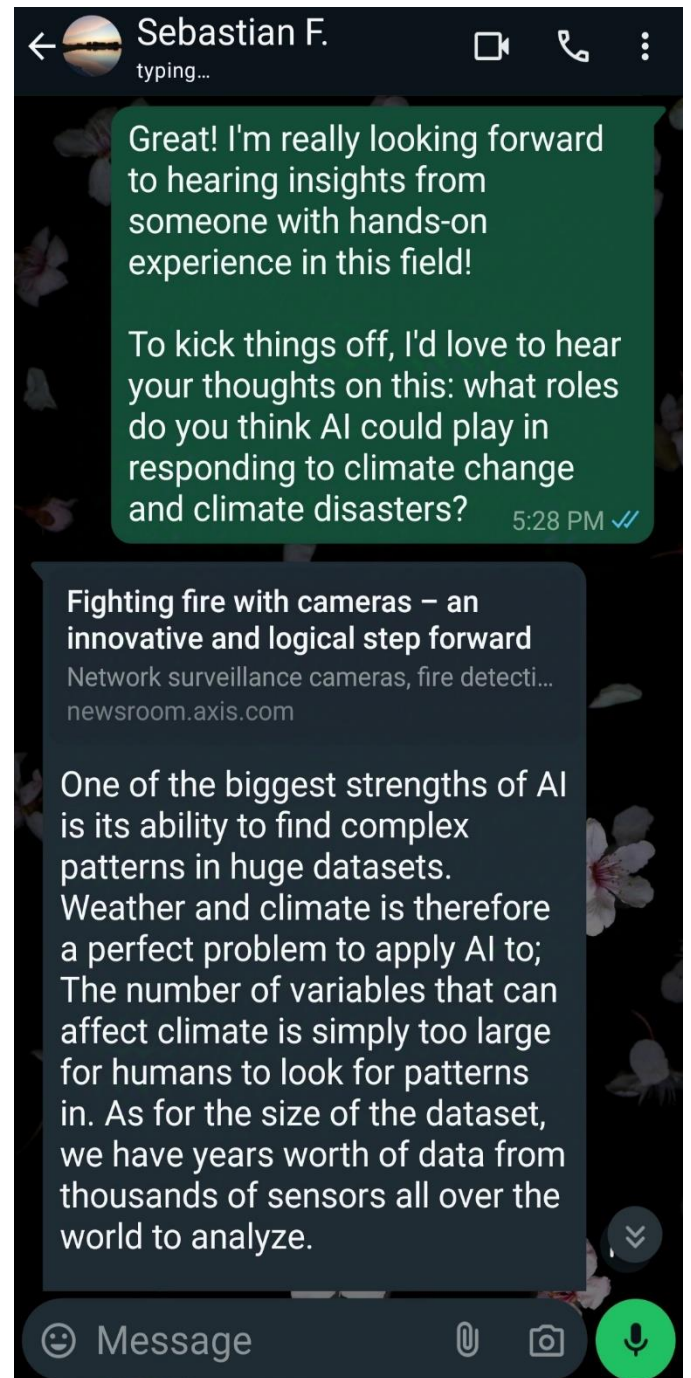 Sebastian F.
typing...
Great! I'm really looking forward
to hearing insights from
someone with hands-on
experience in this field!
To kick things off, I'd love to hear
your thoughts on this: what roles
do you think AI could play in
responding to climate change
and climate disasters?
5:28 PM
Fighting fire with cameras – an
innovative and logical step forward
Network surveillance cameras, fire detecti...
newsroom.axis.com
One of the biggest strengths of AI
is its ability to find complex
patterns in huge datasets.
Weather and climate is therefore
a perfect problem to apply AI to;
The number of variables that can
affect climate is simply too large
for humans to look for patterns
in. As for the size of the dataset,
we have years worth of data from
thousands of sensors all over the
world to analyze.
Message